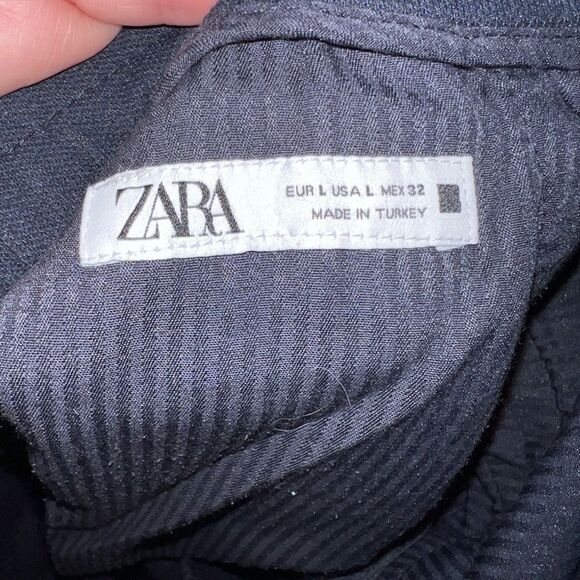 ZARA
EUR L USA L MEX 32
MADE IN TURKEY